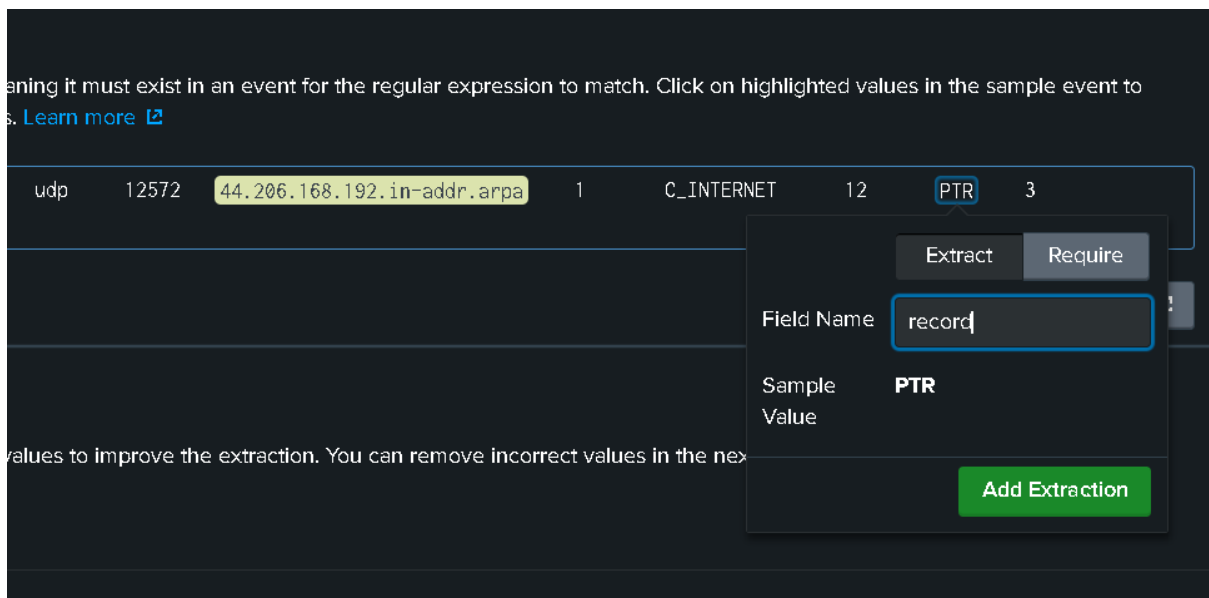 aning it must exist in an event for the regular expression to match. Click on highlighted values in the sample event to
s. Learn more
udp 12572 44.206.168.192.in-addr.arpa 1 C_INTERNET 12 PTR 3
Extract Require
Field Name record
Sample Value PTR
values to improve the extraction. You can remove incorrect values in the nex
Add Extraction